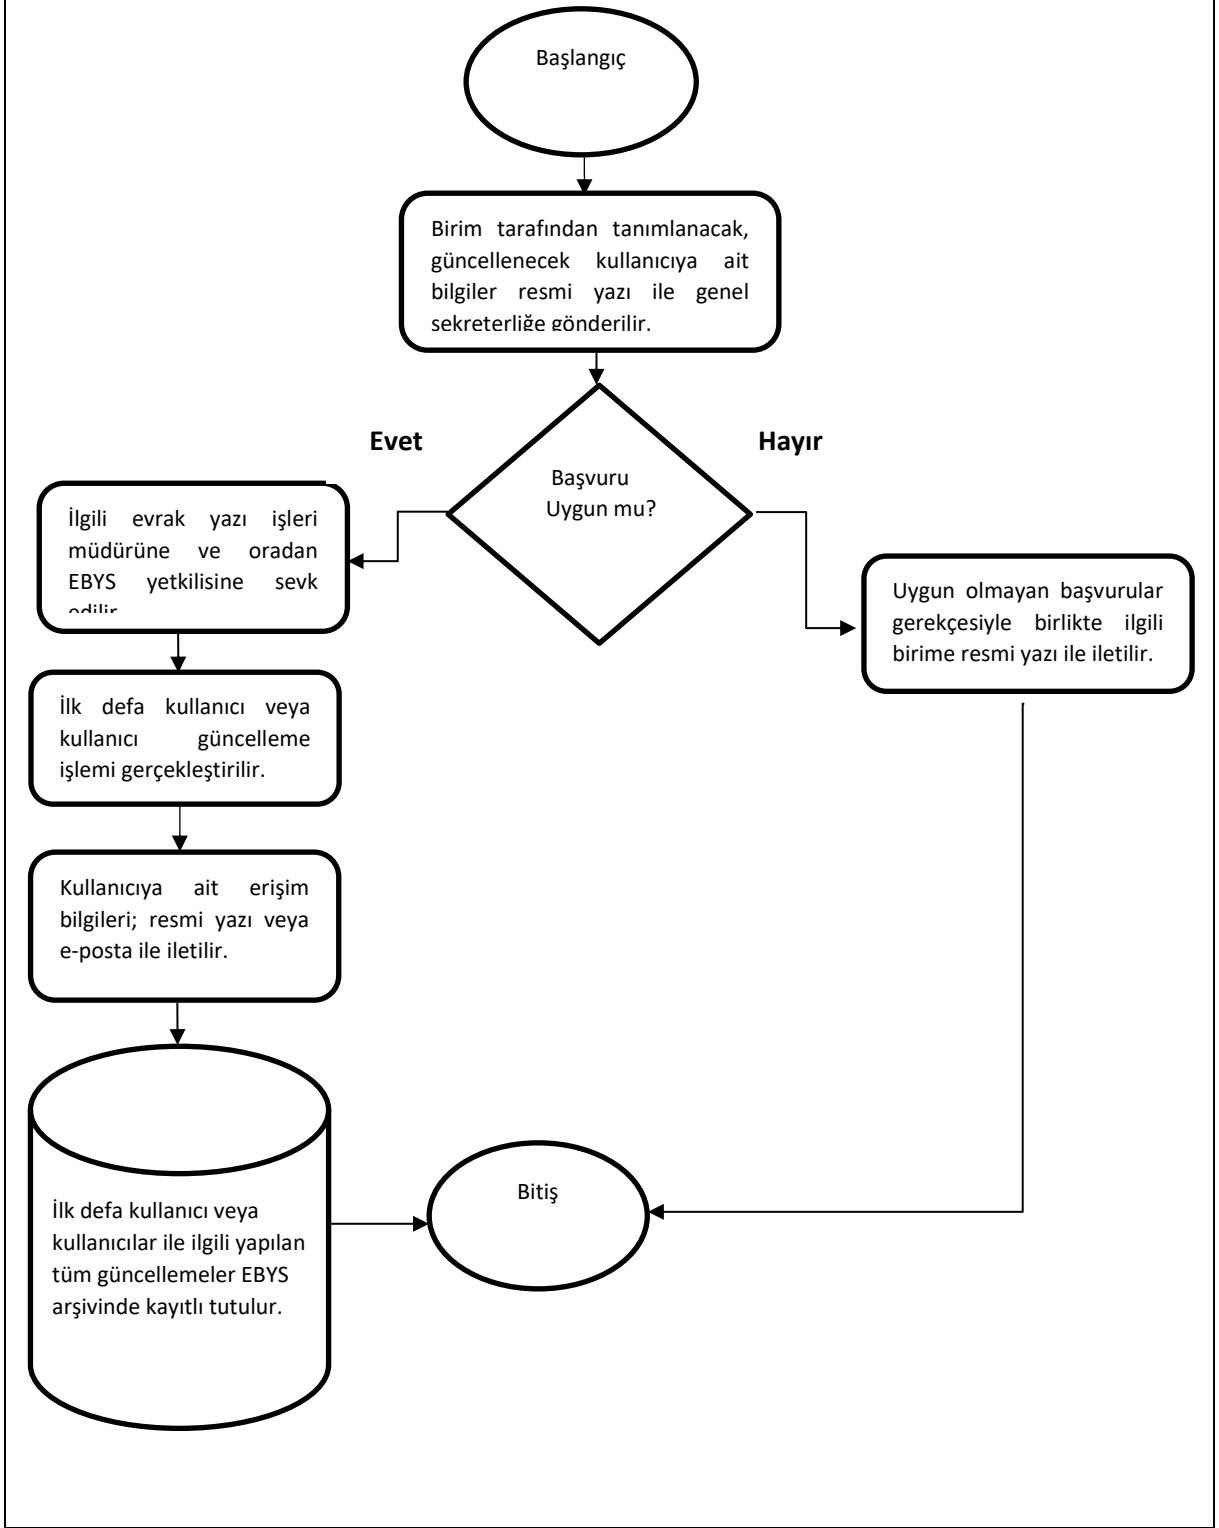 Başlangıç
Birim tarafından tanımlanacak,
güncellenecek kullanıcıya ait
bilgiler resmi yazı ile genel
sekreterliğe gönderilir.
Evet
Hayır
Başvuru
Uygun mu?
İlgili evrak yazı işleri
müdürüne ve oradan
EBYS yetkilisine sevk
edilir
Uygun olmayan başvurular
gerekçesiyle birlikte ilgili
birime resmi yazı ile iletilir.
İlk defa kullanıcı veya
kullanıcı güncelleme
işlemi gerçekleştirilir.
Kullanıcıya ait erişim
bilgileri; resmi yazı veya
e-posta ile iletilir.
İlk defa kullanıcı veya
kullanıcılar ile ilgili yapılan
tüm güncellemeler EBYS
arşivinde kayıtlı tutulur.
Bitiş